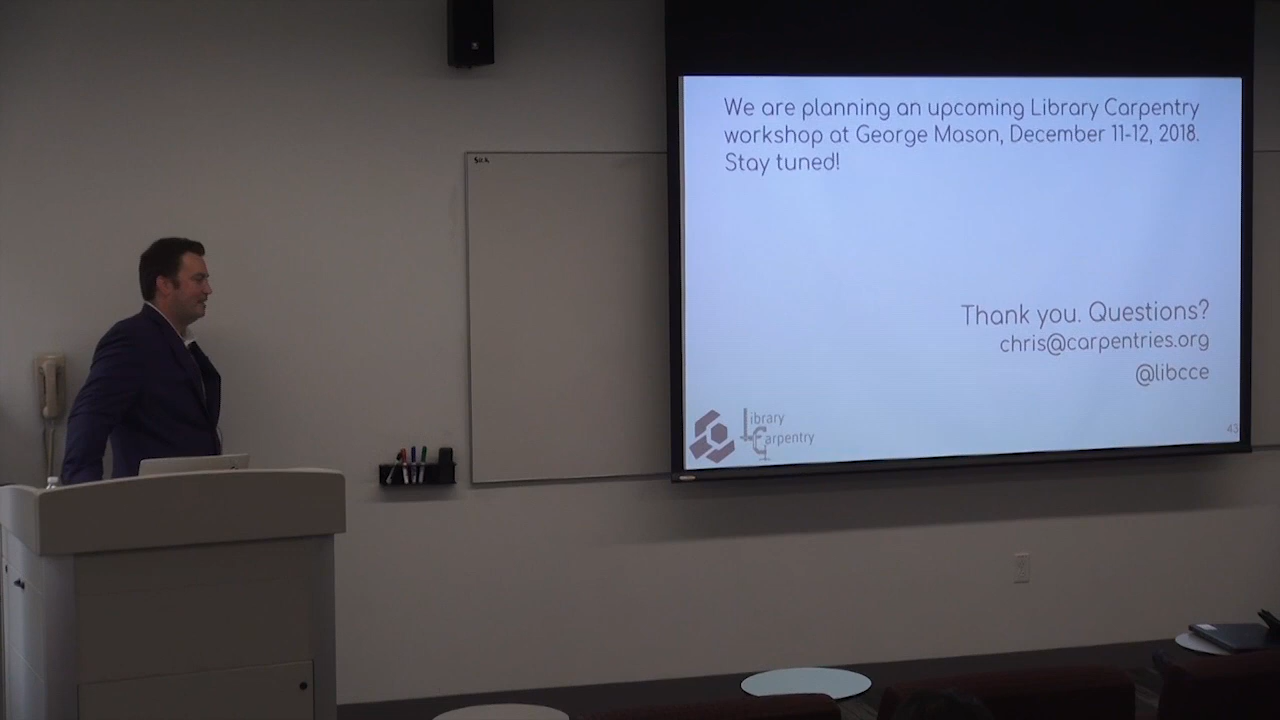 We are planning an upcoming Library Carpentry
workshop at George Mason, December 11-12, 2018.
Stay tuned!
Thank you. Questions?
chris@carpentries.org
@libcce
Library
Carpentry
43